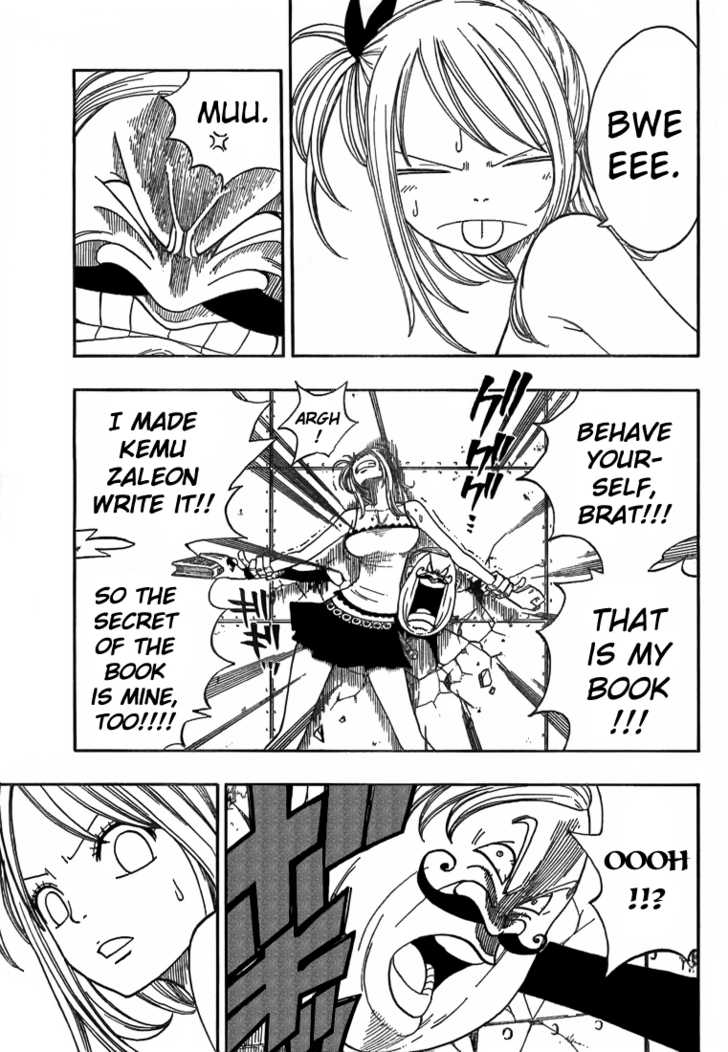 BWE
EEE.
MUU.
BEHAVE
YOUR-
SELF,
BRAT!!!
THAT
IS MY
BOOK
!!!
ARGH
!
I MADE
KEMU
ZALEON
WRITE IT!!
SO THE
SECRET
OF THE
BOOK
IS MINE,
TOO!!!!
OOOH
!!?